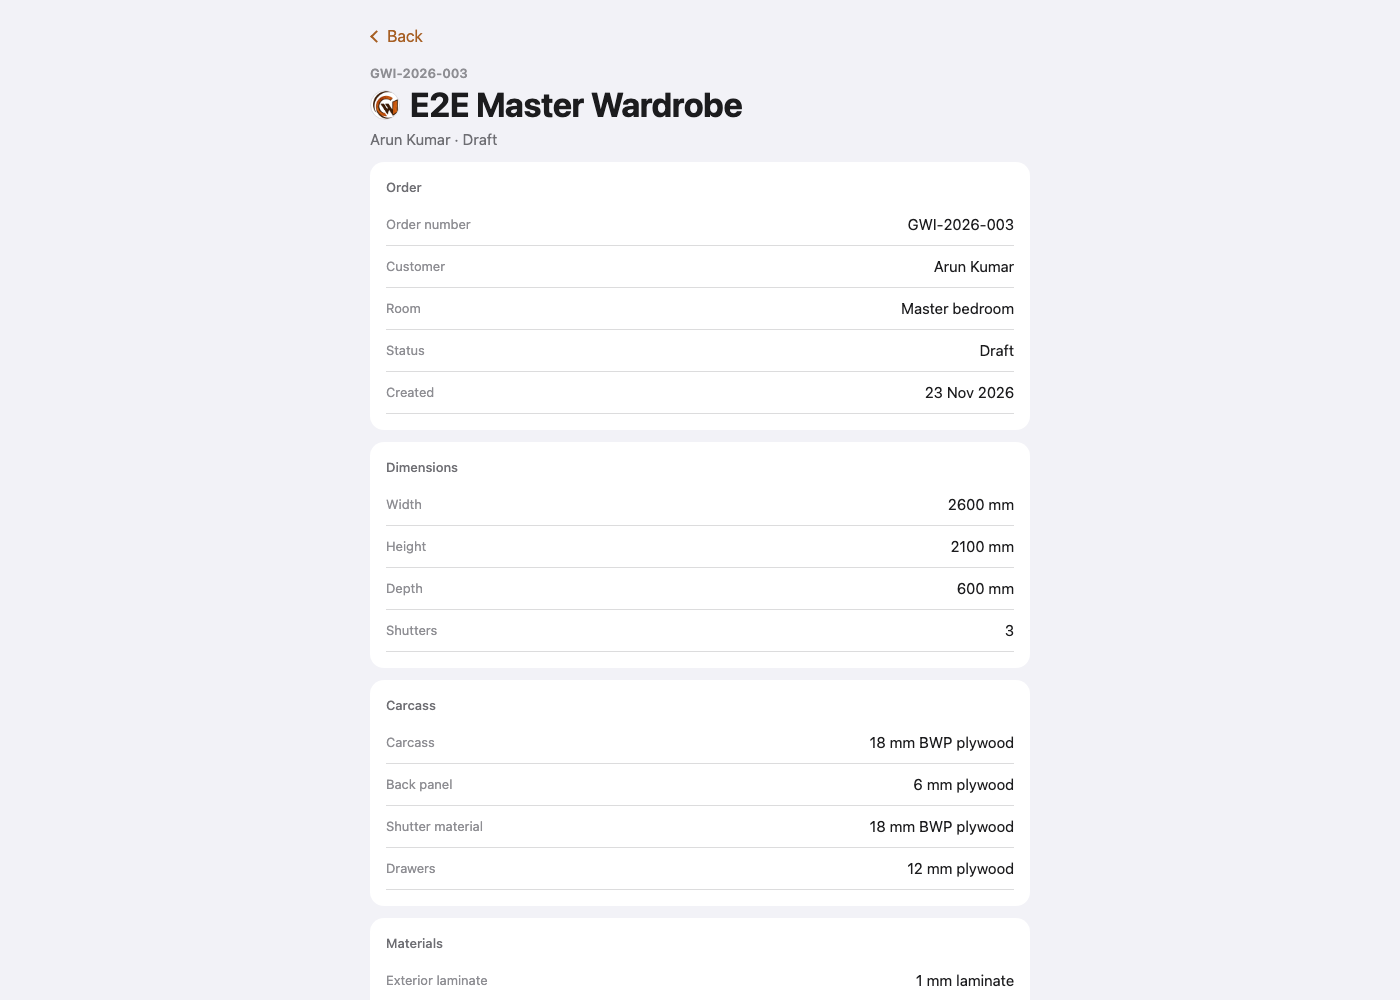 Back
GWI-2026-003
E2E Master Wardrobe
Arun Kumar · Draft
Order
Order number GWI-2026-003
Customer Arun Kumar
Room Master bedroom
Status Draft
Created 23 Nov 2026
Dimensions
Width 2600 mm
Height 2100 mm
Depth 600 mm
Shutters 3
Carcass
Carcass 18 mm BWP plywood
Back panel 6 mm plywood
Shutter material 18 mm BWP plywood
Drawers 12 mm plywood
Materials
Exterior laminate 1 mm laminate